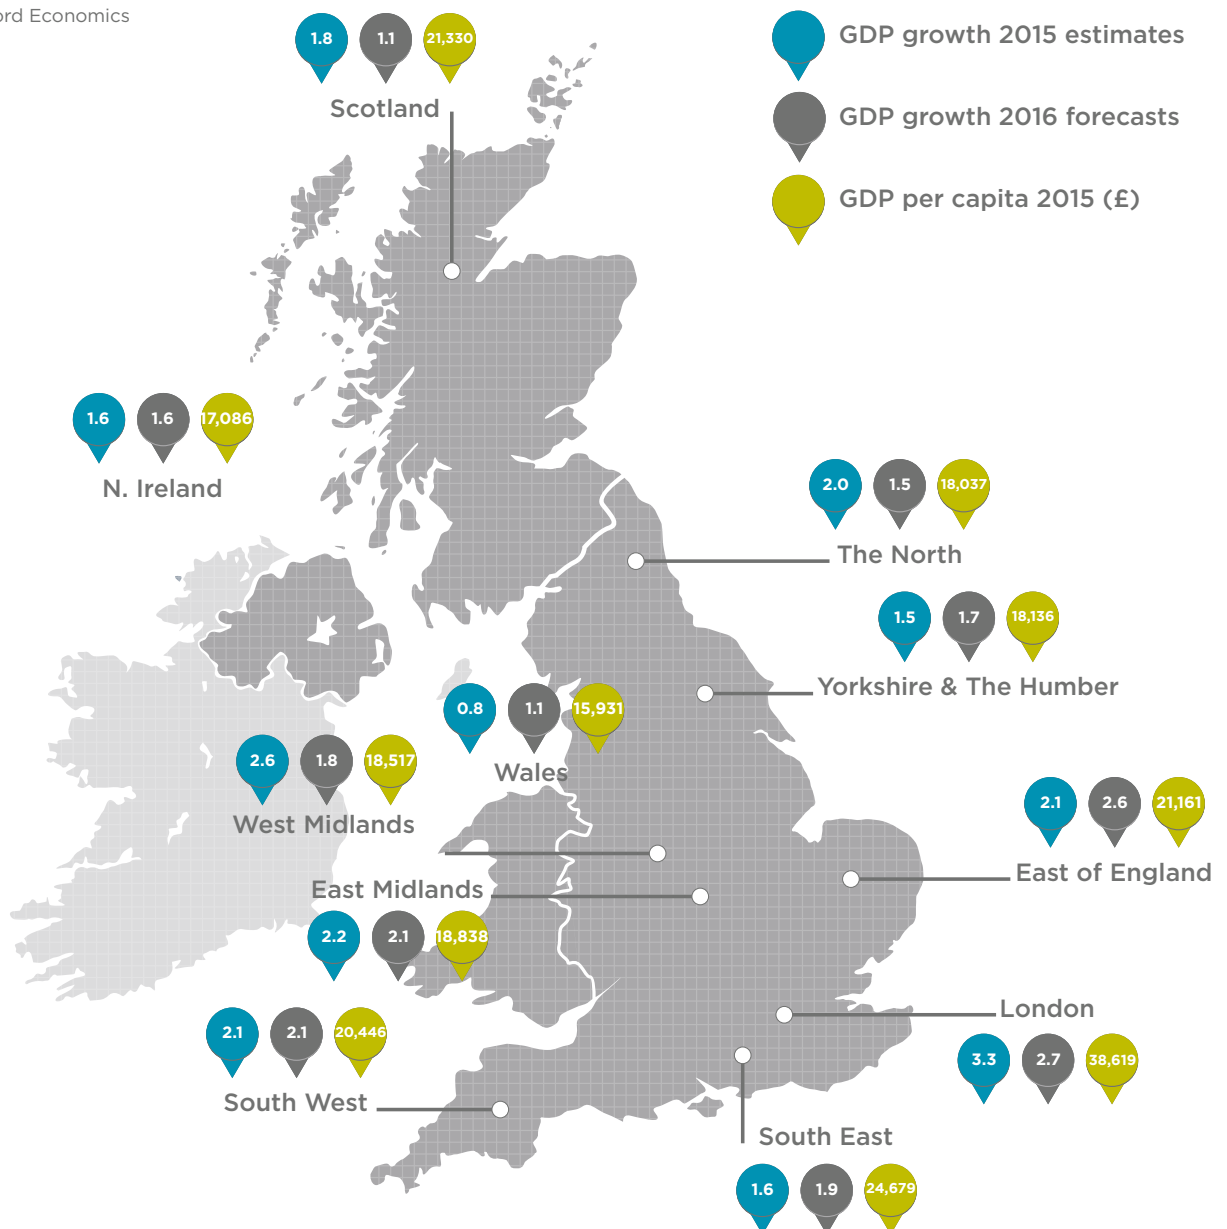 ord Economics
1.8 1.1 21,330
Scotland
GDP growth 2015 estimates
GDP growth 2016 forecasts
GDP per capita 2015 (£)
1.6 1.6 17,086
N. Ireland
2.0 1.5 18,037
The North
1.5 1.7 18,136
Yorkshire & The Humber
0.8 1.1 15,931
Wales
2.6 1.8 18,517
West Midlands
2.1 2.6 21,161
East of England
East Midlands
2.2 2.1 18,838
London
3.3 2.7 38,619
2.1 2.1 20,446
South West
South East
1.6 1.9 24,679